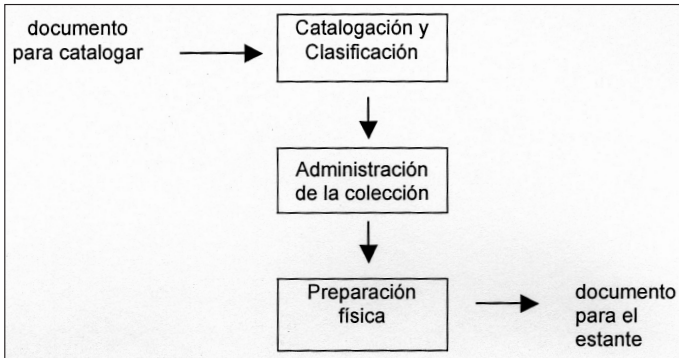 documento
para catalogar
Catalogación y
Clasificación
Administración
de la colección
Preparación
física
documento
para el
estante